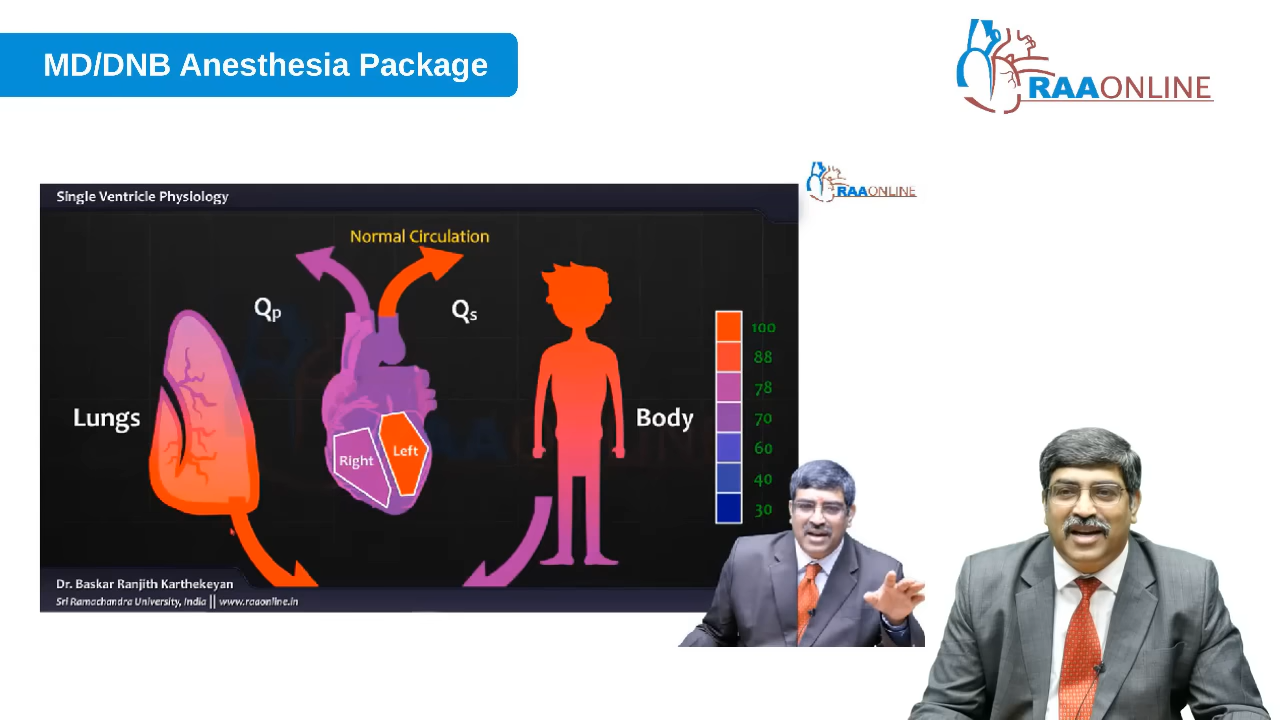 MD/DNB Anesthesia Package
RAAONLINE
Single Ventricle Physiology
RAAONLINE
Normal Circulation
Qp
Qs
100
88
78
Lungs
Body
70
Left
Right
60
40
30
Dr. Baskar Ranjith Karthekeyan
Sri Ramachandra University, India || www.raaonline.in